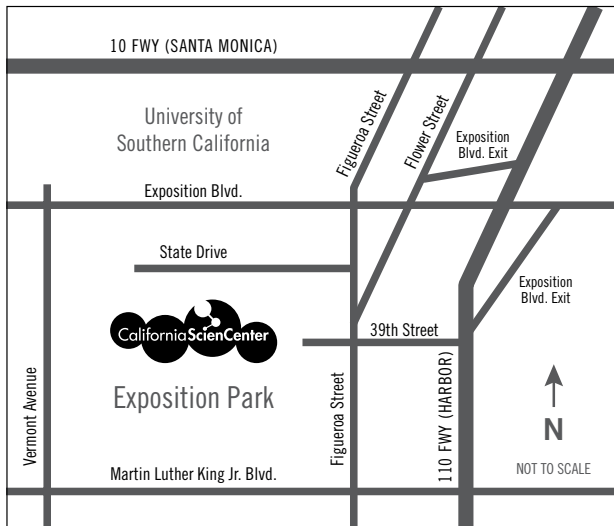 10 FWY (SANTA MONICA)
University of
Southern California
Figueroa Street
Flower Street
Exposition
Blvd. Exit
Exposition Blvd.
State Drive
Exposition
Blvd. Exit
California ScienCenter
39th Street
Exposition Park
Vermont Avenue
Figueroa Street
110 FWY (HARBOR)
N
NOT TO SCALE
Martin Luther King Jr. Blvd.